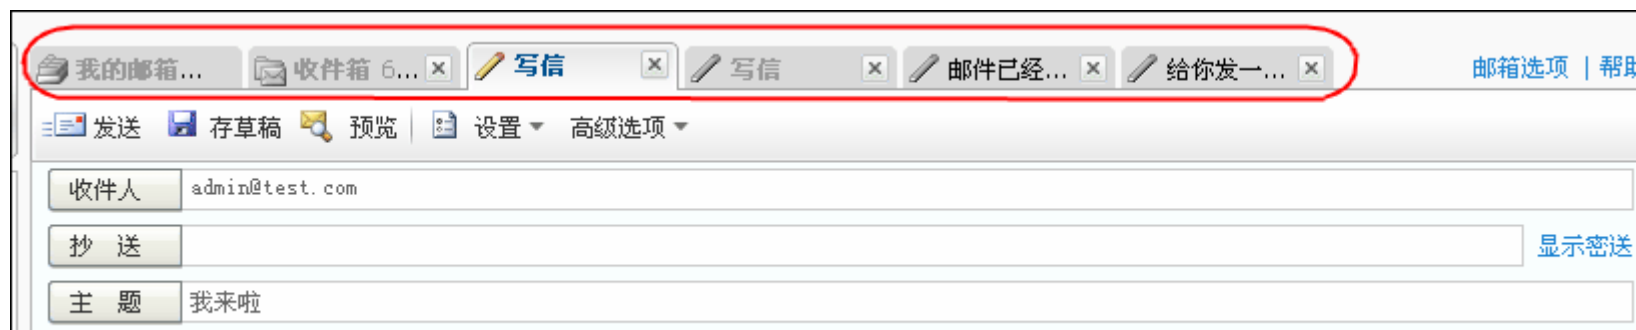 我的邮箱... 收件箱 6... 写信 写信 邮件已经... 给你发一... 邮箱选项 | 帮助
发送 存草稿 预览 设置 高级选项
收件人 admin@test.com
抄 送 显示密送
主 题 我来啦